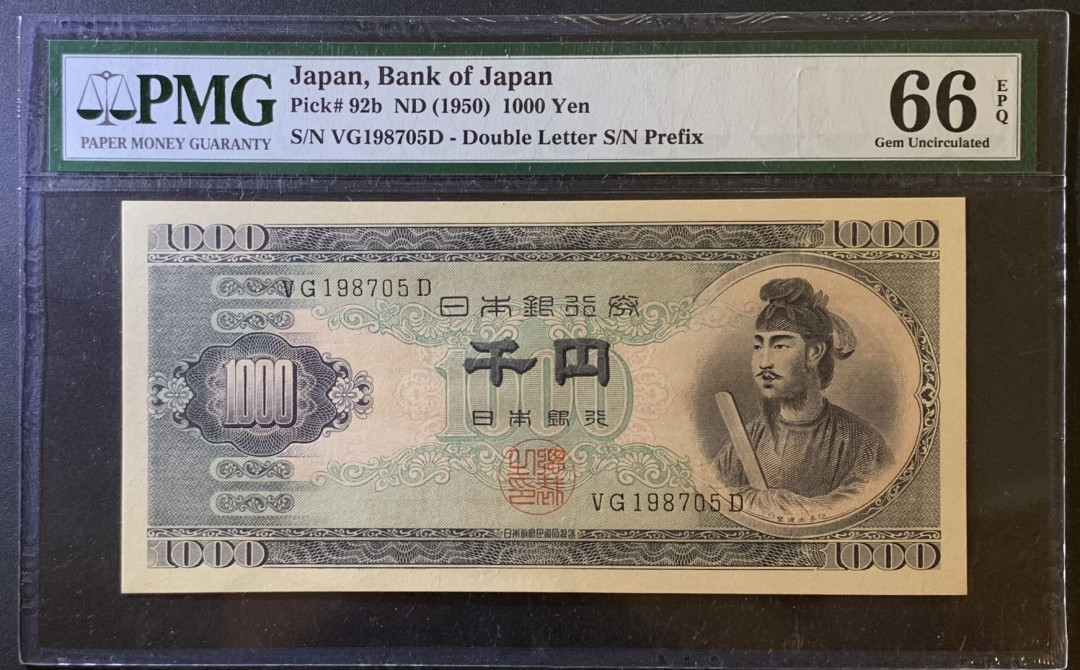 PMG
PAPER MONEY GUARANTY
Japan, Bank of Japan
Pick# 92b ND (1950) 1000 Yen
S/N VG198705D - Double Letter S/N Prefix
66
EPQ
Gem Uncirculated
1000
1000
VG198705D
日本銀行券
千円
1000
1000
日本銀行
VG198705D
1000
1000